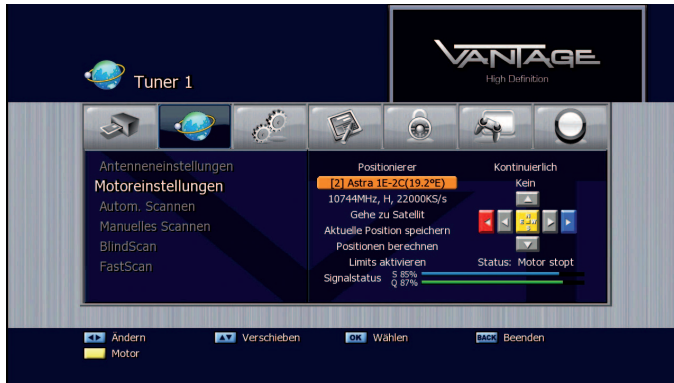 VANTAGE
High Definition
Tuner 1
Antenneneinstellungen
Motoreinstellungen
Autom. Scannen
Manuelles Scannen
BlindScan
FastScan
Positionierer
[2] Astra 1E-2C(19.2ºE)
10744MHz, H, 22000KS/s
Gehe zu Satellit
Aktuelle Position speichern
Positionen berechnen
Limits aktivieren
Signalstatus S 85%
Q 87%
Kontinuierlich
Kein
N
E W
S
Status: Motor stopt
Ändern
Verschieben
OK Wählen
BACK Beenden
Motor